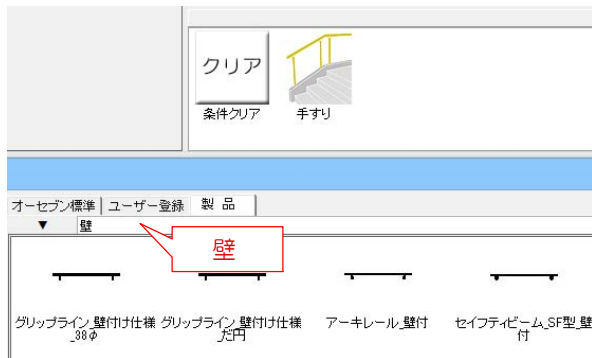 クリア
条件クリア 手すり
オーセブン標準 ユーザー登録 製品
▼ 壁
壁
グリップライン_壁付け仕様 グリップライン_壁付け仕様 アーキレール_壁付 セイフティビーム_SF型_壁
_38φ _だ円 付